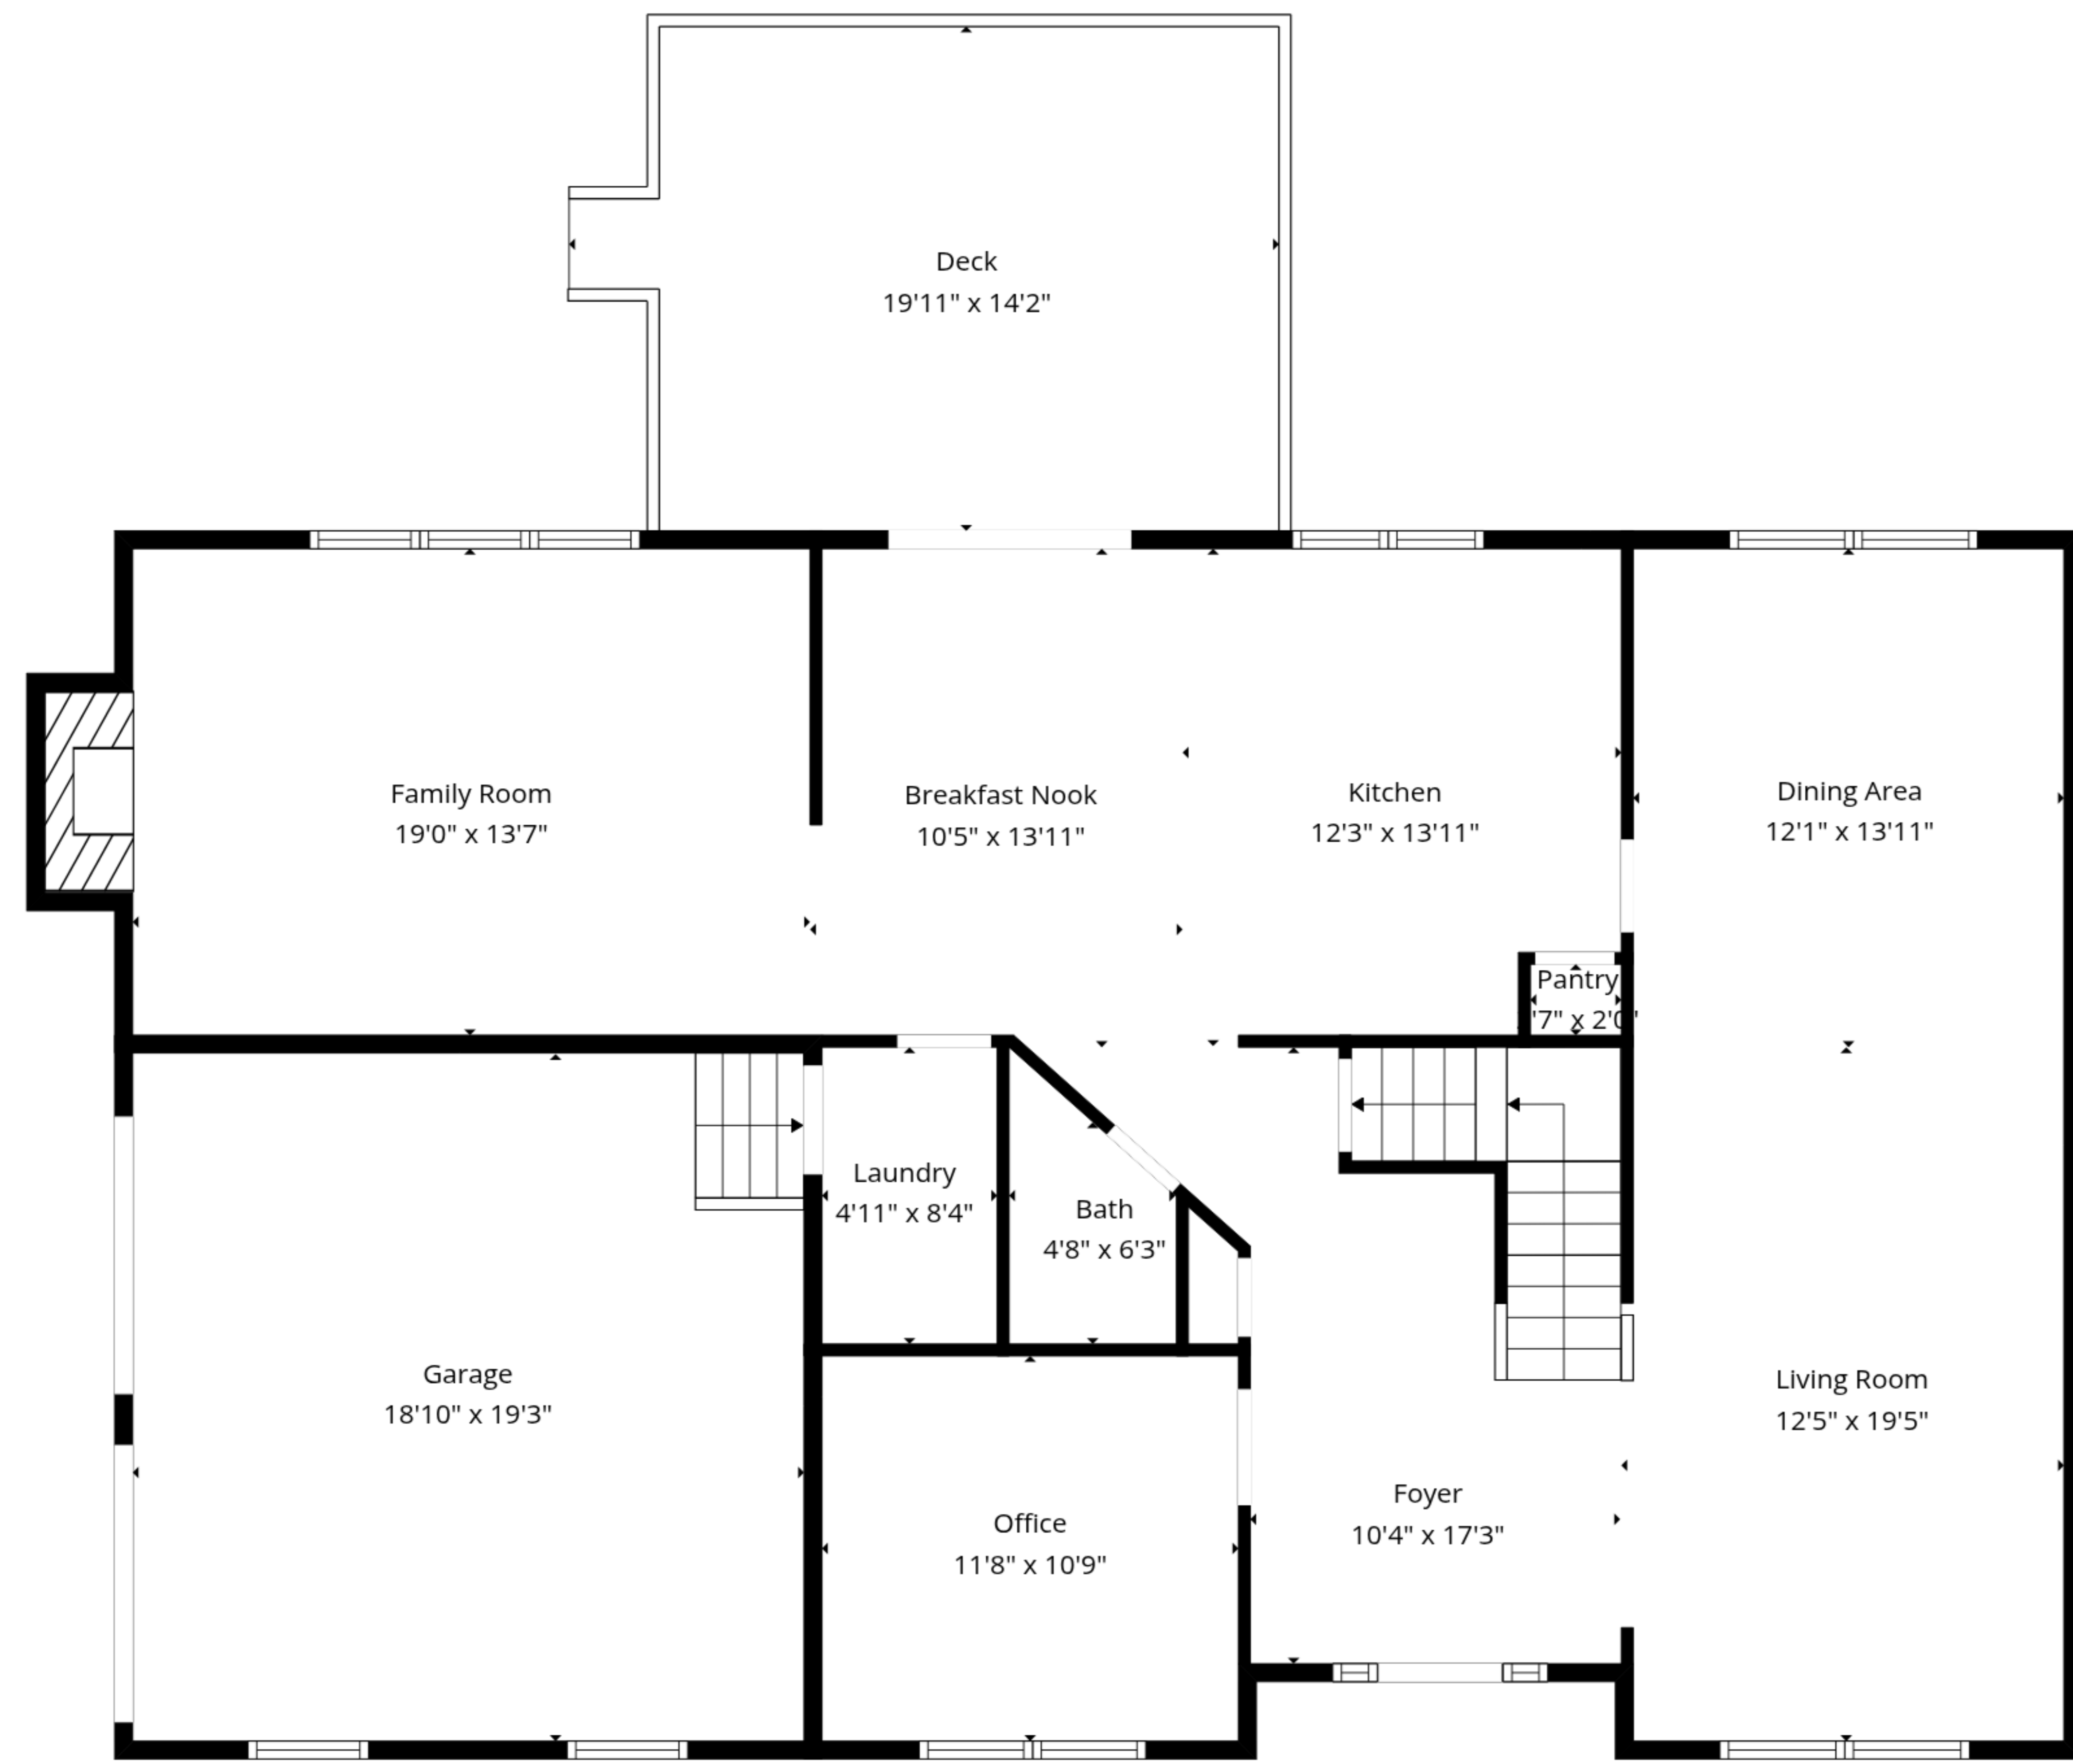 Deck
19'11" x 14'2"
Family Room
19'0" x 13'7"
Breakfast Nook
10'5" x 13'11"
Kitchen
12'3" x 13'11"
Dining Area
12'1" x 13'11"
Pantry
Laundry
4'11" x 8'4"
Bath
4'8" x 6'3"
Garage
18'10" x 19'3"
Living Room
12'5" x 19'5"
Foyer
10'4" x 17'3"
Office
11'8" x 10'9"